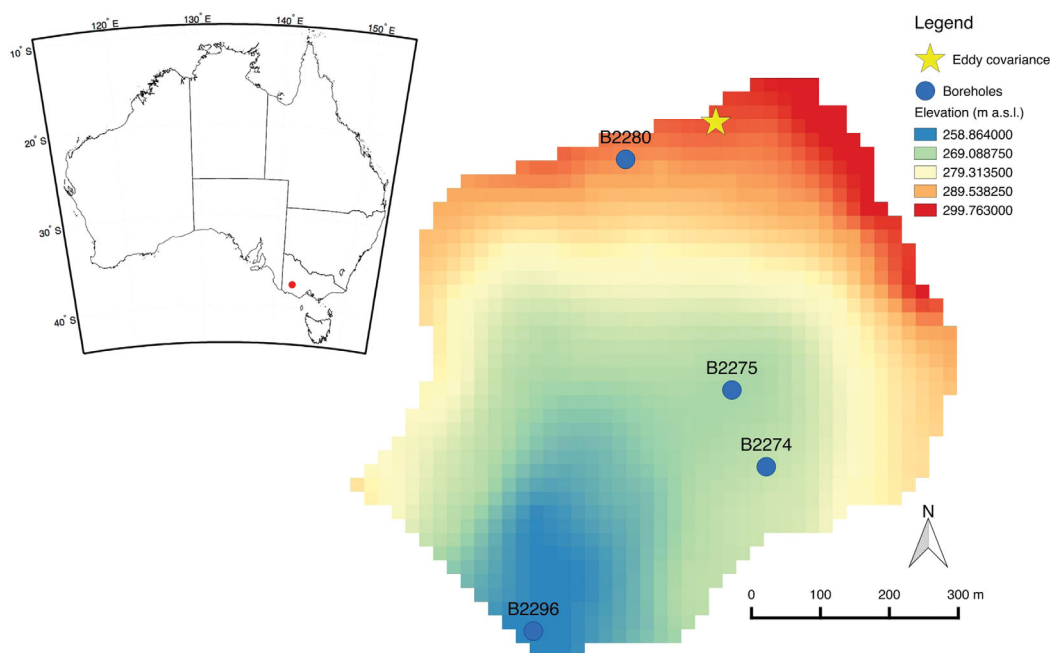 120° E
130° E
140° E
150° E
10° S
20° S
30° S
40° S
Legend
Eddy covariance
Boreholes
Elevation (m a.s.l.)
258.864000
269.088750
279.313500
289.538250
299.763000
B2280
B2275
B2274
B2296
N
0 100 200 300 m